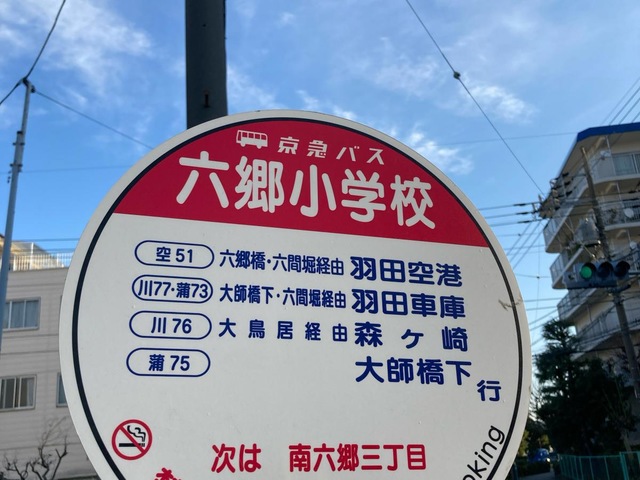 京急バス
六郷小学校
空51 六郷橋・六間堀経由 羽田空港
川77・蒲73 大師橋下・六間堀経由 羽田車庫
川76 大鳥居経由 森ヶ崎
蒲75 大師橋下
行
次は 南六郷三丁目